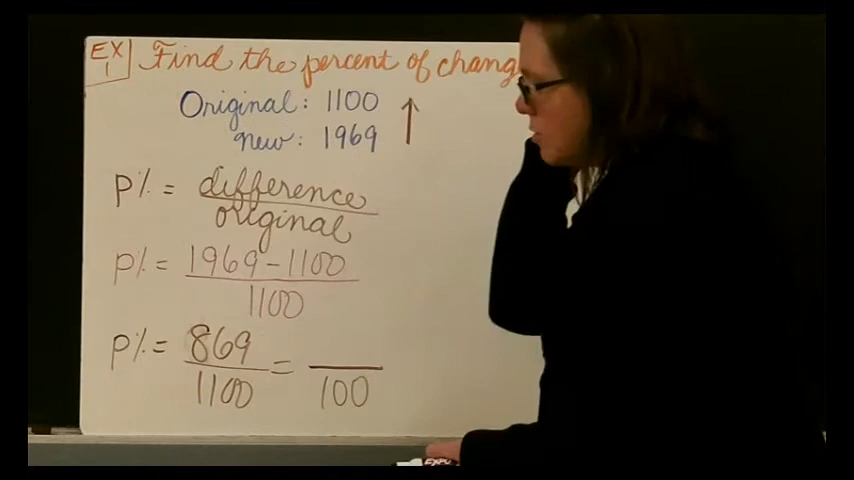 EX 1
Find the percent of chang
Original: 1100 ↑
new: 1969
p% = difference
original
p% = 1969 - 1100
1100
p% = 869
1100 = 100
EXPO